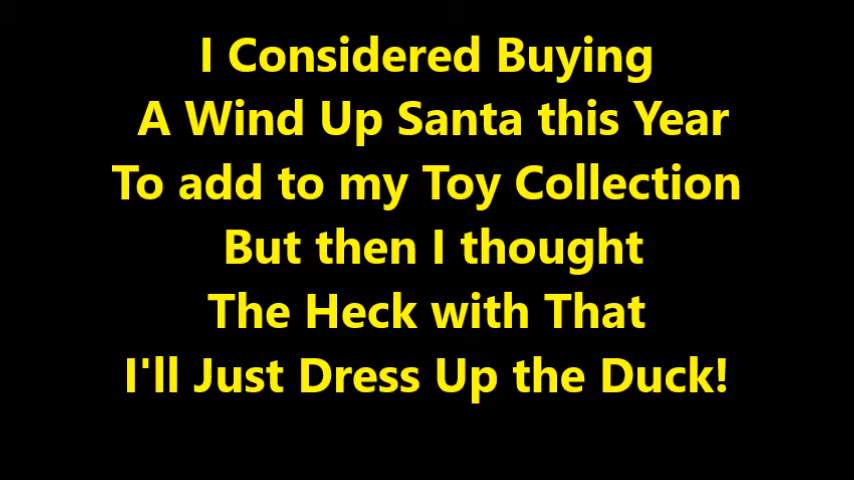 I Considered Buying
A Wind Up Santa this Year
To add to my Toy Collection
But then I thought
The Heck with That
I'll Just Dress Up the Duck!